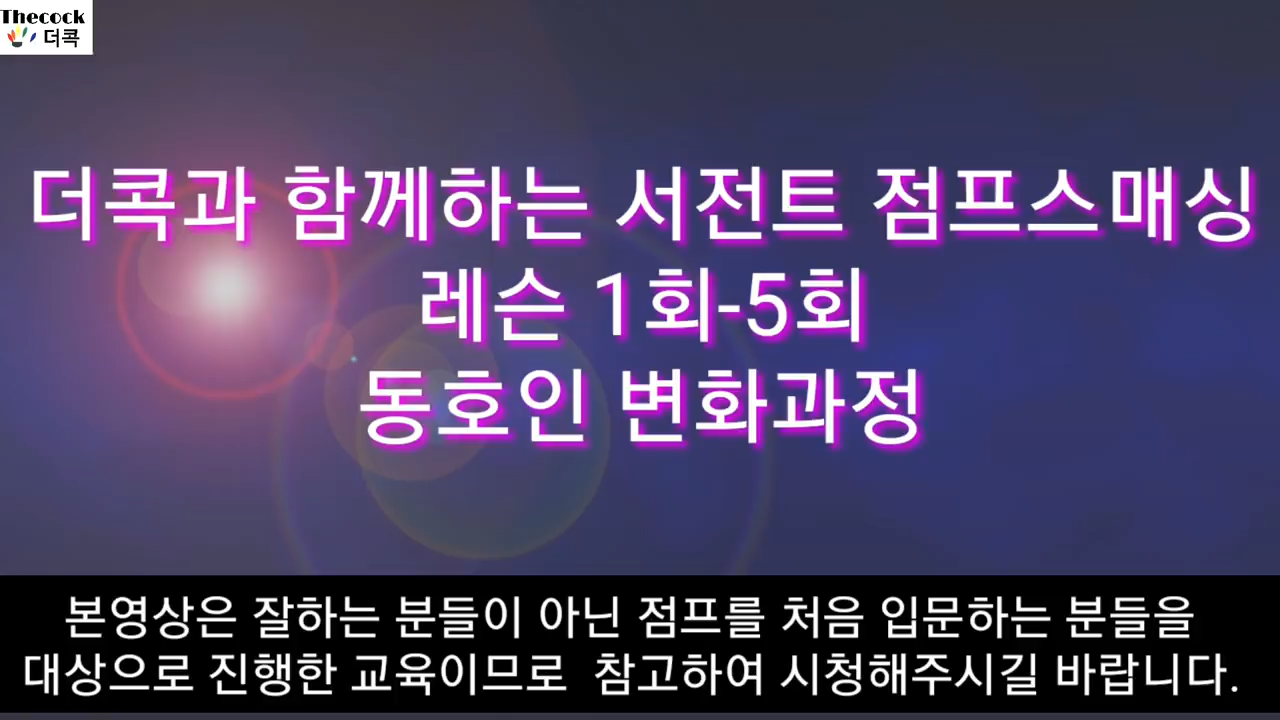 Thecock
더콕
더콕과 함께하는 서전트 점프스매싱
레슨 1회-5회
동호인 변화과정
본영상은 잘하는 분들이 아닌 점프를 처음 입문하는 분들을
대상으로 진행한 교육이므로 참고하여 시청해주시길 바랍니다.